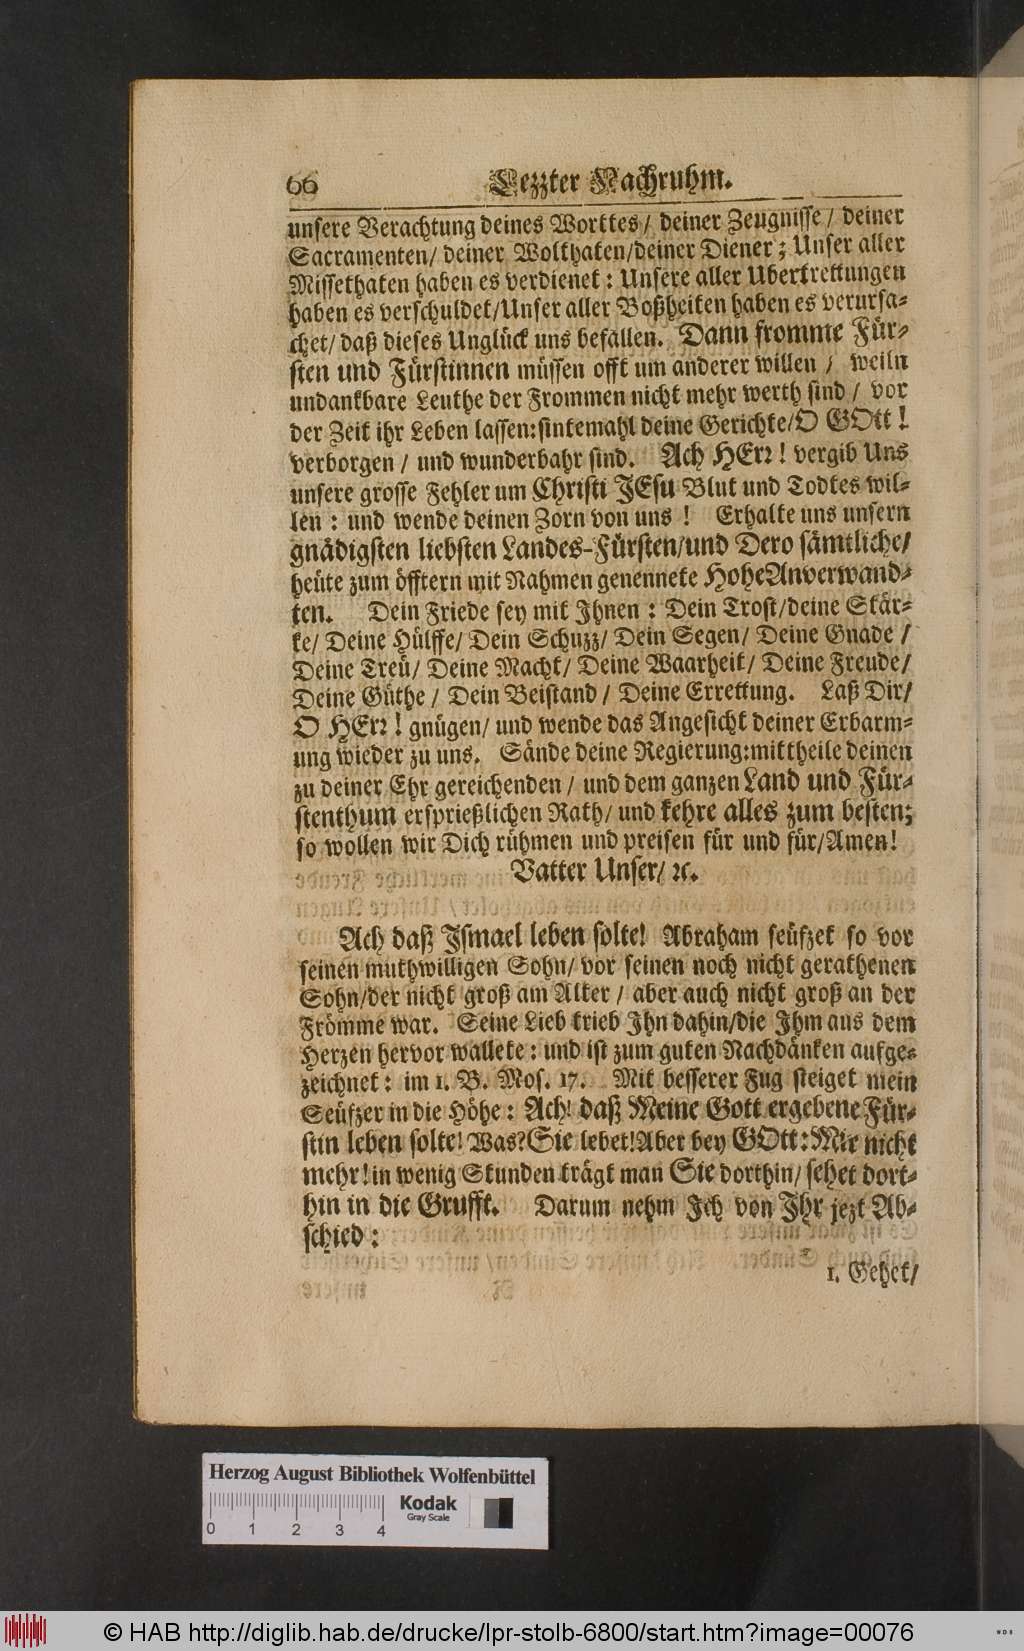 66 Lezzter Nachruhm.
unsere Verachtung deines Worttes/ deiner Zeugnisse/ deiner
Sacramenten/ deiner Wolthaten/deiner Diener; Unser aller
Missethaten haben es verdienet: Unsere aller Ubertrettungen
haben es verschuldet/Unser aller Boßheiten haben es verursa-
chet/ daß dieses Unglück uns befallen. Dann fromme Für-
sten und Fürstinnen müssen offt um anderer willen/ weiln
undankbare Leuthe der Frommen nicht mehr werth sind/ vor
der Zeit ihr Leben lassen:sintemahl deine Gerichte/O GOtt!
verborgen/ und wunderbahr sind. Ach HErr! vergib Uns
unsere grosse Fehler um Christi JEsu Blut und Todtes wil-
len: und wende deinen Zorn von uns! Erhalte uns unsern
gnädigsten liebsten Landes-Fürsten/und Dero sämtliche/
heüte zum öfftern mit Nahmen genennete HoheAnverwand-
ten. Dein Friede sey mit Ihnen: Dein Trost/deine Stär-
ke/ Deine Hülffe/ Dein Schuzz/ Dein Segen/ Deine Gnade/
Deine Treü/ Deine Macht/ Deine Waarheit/ Deine Freude/
Deine Güthe/ Dein Beistand/ Deine Errettung. Laß Dir/
O HErr! gnügen/ und wende das Angesicht deiner Erbarm-
ung wieder zu uns. Sände deine Regierung:mittheile deinen
zu deiner Ehr gereichenden/ und dem ganzen Land und Für-
stenthum ersprießlichen Rath/ und kehre alles zum besten;
so wollen wir Dich rühmen und preisen für und für/Amen!
Vatter Unser/ ꝛc.
Ach daß Ismael leben solte! Abraham seüfzet so vor
seinen muthwilligen Sohn/ vor seinen noch nicht gerathenen
Sohn/der nicht groß am Alter/ aber auch nicht groß an der
Frömme war. Seine Lieb trieb Ihn dahin/die Ihm aus dem
Herzen hervor wallete: und ist zum guten Nachdänken aufge-
zeichnet: im 1. B. Mos. 17. Mit besserer Fug steiget mein
Seüfzer in die Höhe: Ach! daß Meine Gott ergebene Für-
stin leben solte! Was?Sie lebet!Aber bey GOtt:Mir nicht
mehr!in wenig Stunden trägt man Sie dorthin/ sehet dort-
hin in die Grufft. Darum nehm Ich von Ihr jezt Ab-
schied:
1. Gehet/
Herzog August Bibliothek Wolfenbüttel
Kodak
Gray Scale
0 1 2 3 4
© HAB http://diglib.hab.de/drucke/lpr-stolb-6800/start.htm?image=00076